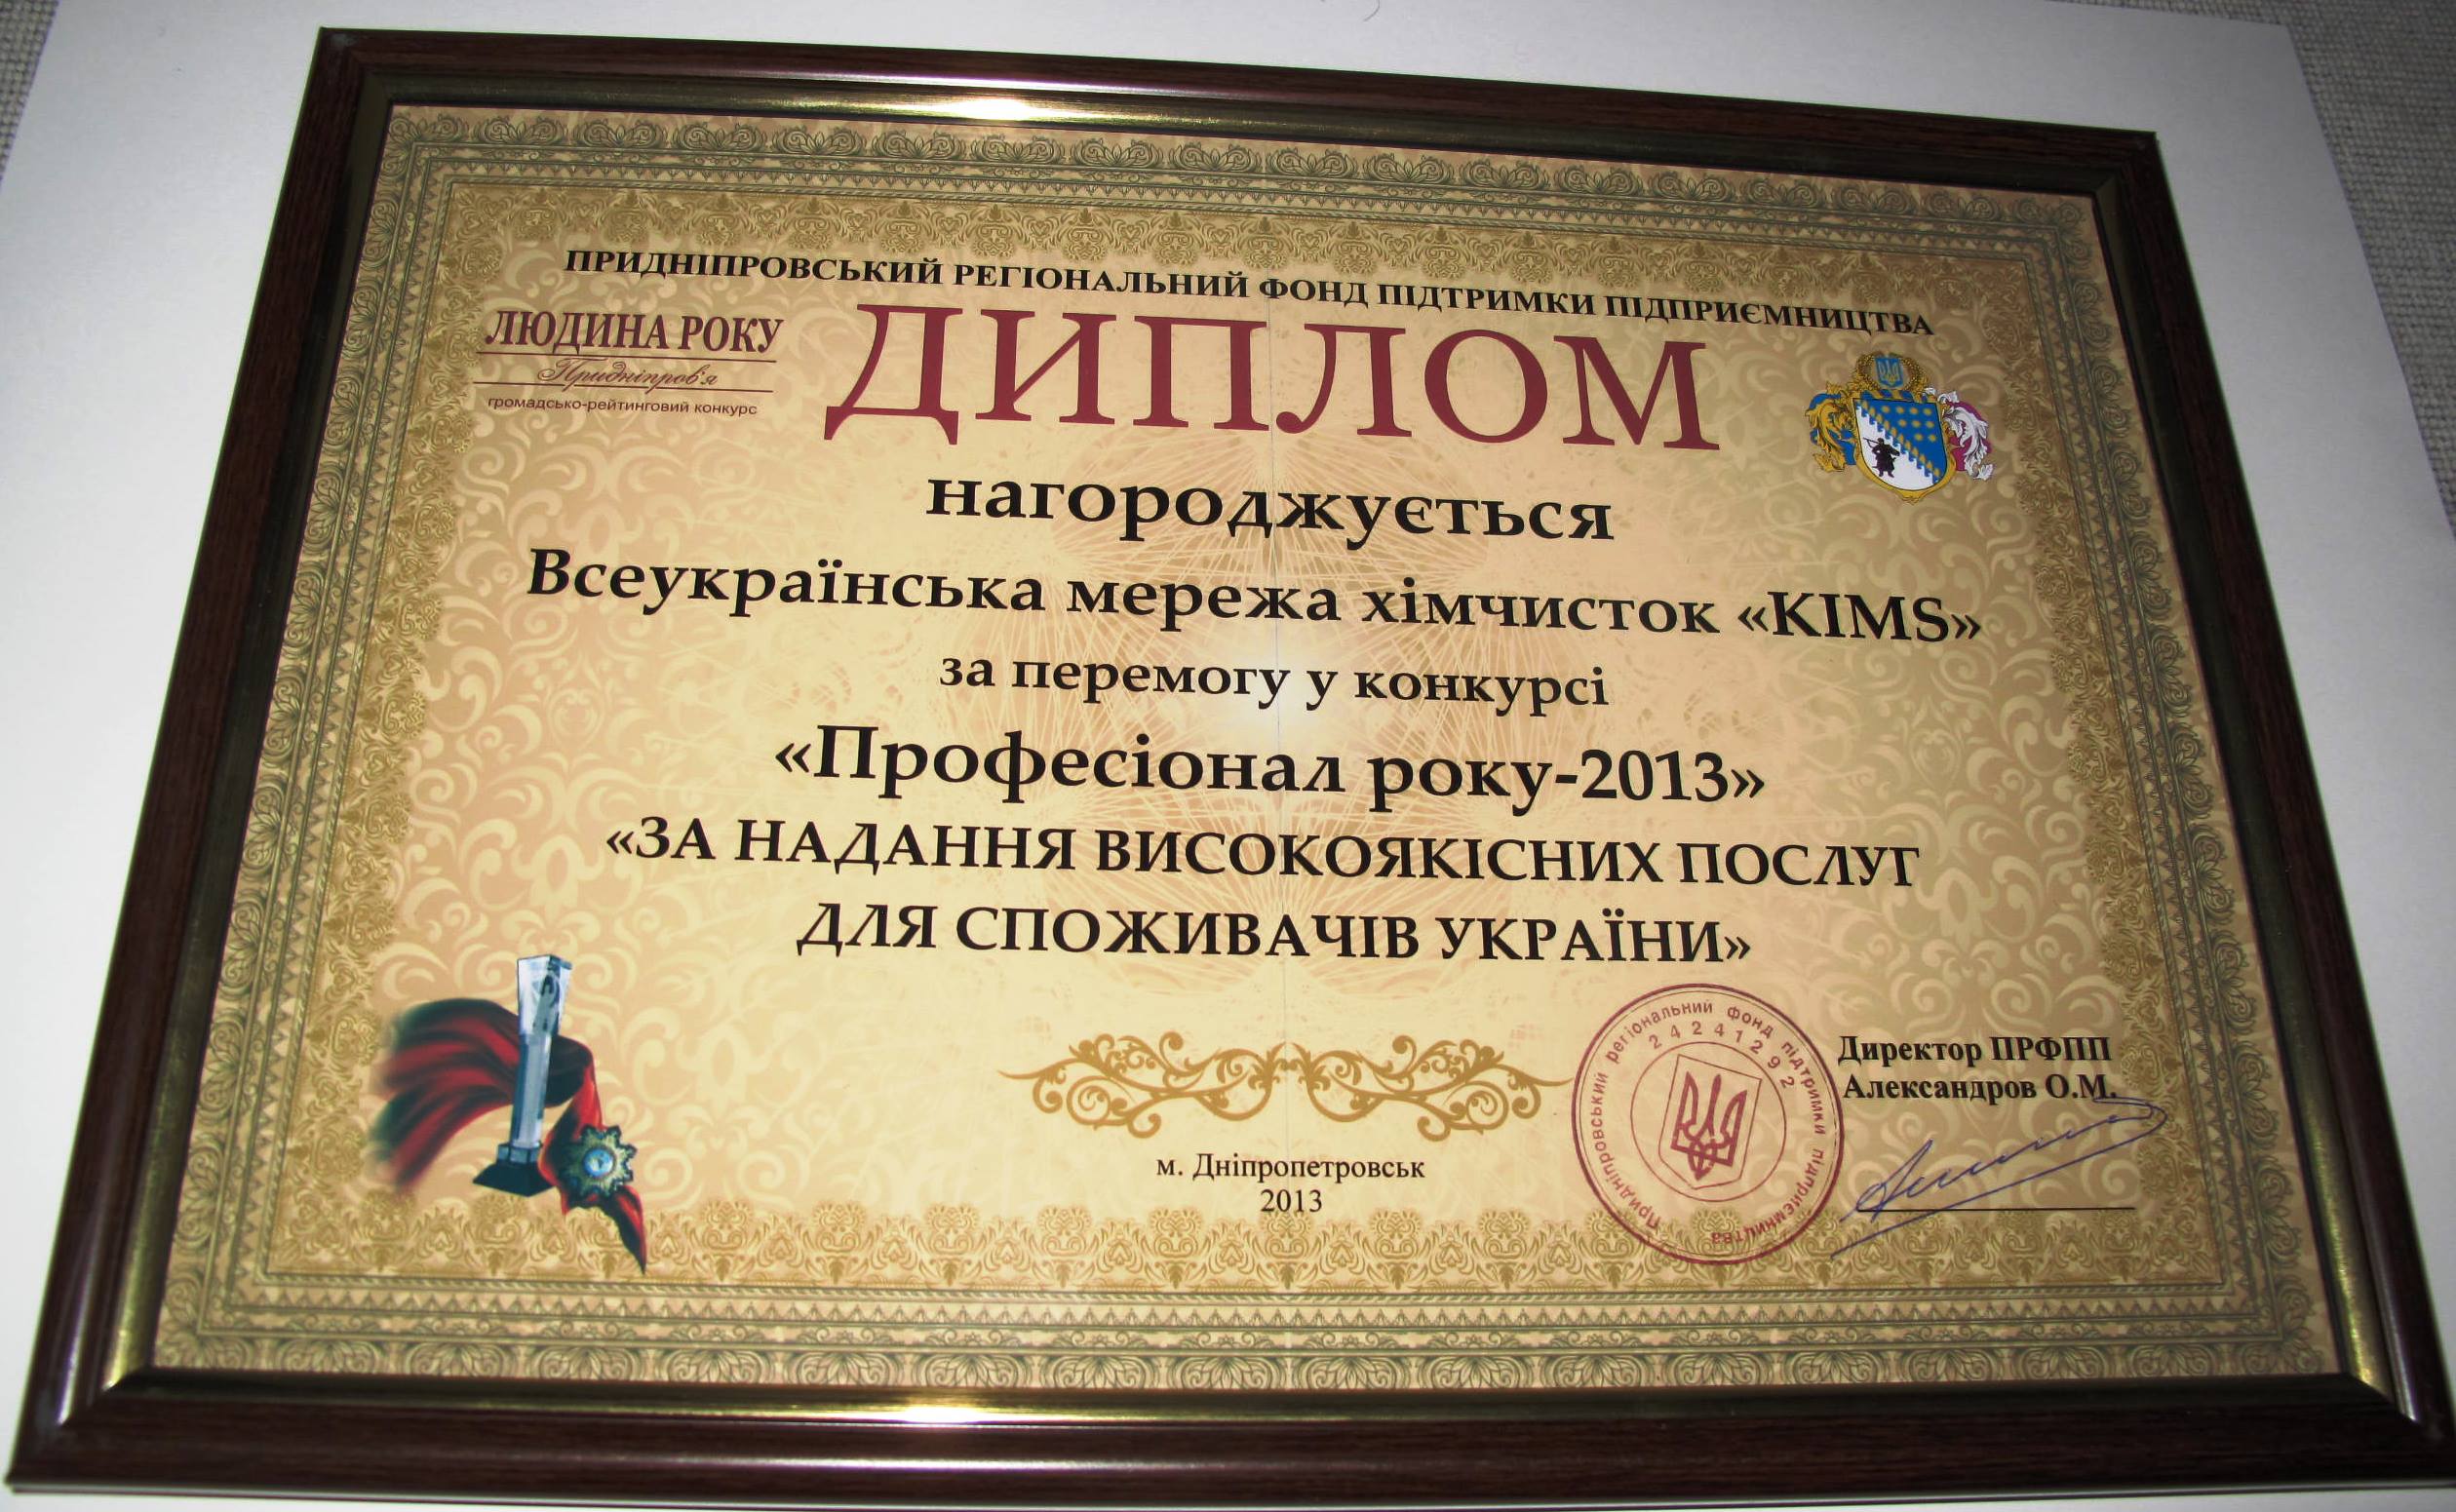 ПРИДНІПРОВСЬКИЙ РЕГІОНАЛЬНИЙ ФОНД ПІДТРИМКИ ПІДПРИЄМНИЦТВА
ЛЮДИНА РОКУ
Придніпров'я
громадсько-рейтинговий конкурс
ДИПЛОМ
нагороджується
Всеукраїнська мережа хімчисток «KIMS»
за перемогу у конкурсі
«Професіонал року-2013»
«ЗА НАДАННЯ ВИСОКОЯКІСНИХ ПОСЛУГ
ДЛЯ СПОЖИВАЧІВ УКРАЇНИ»
Придніпровський регіональний фонд підтримки підприємництва
24241292
Директор ПРФПП
Александров О.М.
м. Дніпропетровськ
2013